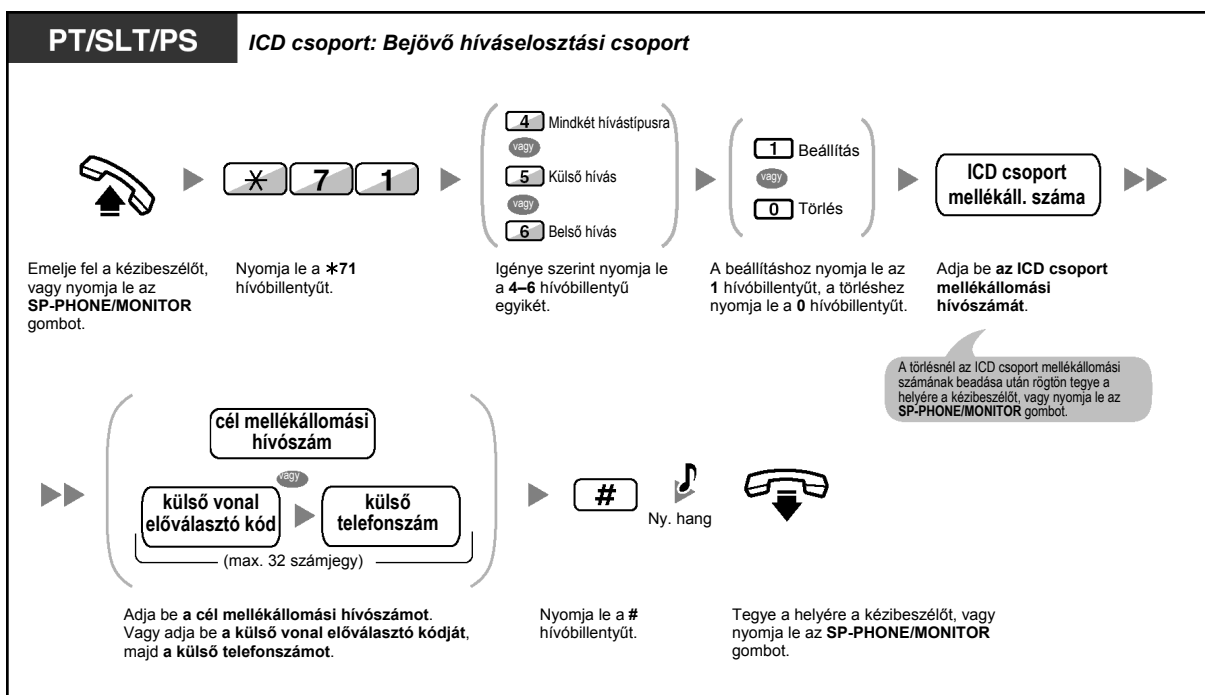 PT/SLT/PS
ICD csoport: Bejövő híváselosztási csoport
Emelje fel a kézibeszélőt,
vagy nyomja le az
SP-PHONE/MONITOR
gombot.
✳ 7 1
Nyomja le a ✳71
hívóbillentyűt.
4 Mindkét hívástípusra
vagy
5 Külső hívás
vagy
6 Belső hívás
Igénye szerint nyomja le
a 4–6 hívóbillentyű
egyikét.
1 Beállítás
vagy
0 Törlés
A beállításhoz nyomja le az
1 hívóbillentyűt, a törléshez
nyomja le a 0 hívóbillentyűt.
ICD csoport
mellékáll. száma
Adja be az ICD csoport
mellékállomási
hívószámát.
A törlésnél az ICD csoport mellékállomási
számának beadása után rögtön tegye a
helyére a kézibeszélőt, vagy nyomja le az
SP-PHONE/MONITOR gombot.
cél mellékállomási
hívószám
vagy
külső vonal
előválasztó kód
külső
telefonszám
(max. 32 számjegy)
Adja be a cél mellékállomási hívószámot.
Vagy adja be a külső vonal előválasztó kódját,
majd a külső telefonszámot.
#
Nyomja le a #
hívóbillentyűt.
Ny. hang
Tegye a helyére a kézibeszélőt, vagy
nyomja le az SP-PHONE/MONITOR
gombot.